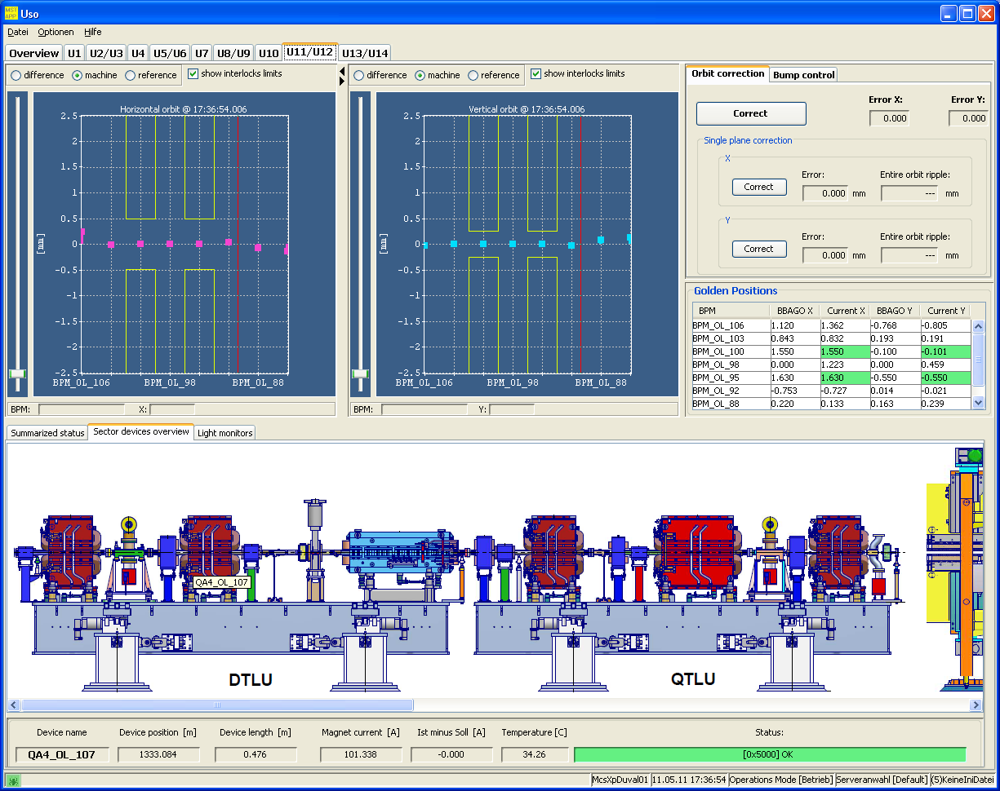 MST APP Uso
Datei Optionen Hilfe
Overview U1 U2/U3 U4 U5/U6 U7 U8/U9 U10 U11/U12 U13/U14
difference machine reference show interlocks limits
Horizontal orbit @ 17:36:54.006
2.5
2
1.5
1
0.5
0
-0.5
-1
-1.5
-2
-2.5
[mm]
BPM_OL_106 BPM_OL_98 BPM_OL_88
BPM: X:
difference machine reference show interlocks limits
Vertical orbit @ 17:36:54.006
2.5
2
1.5
1
0.5
0
-0.5
-1
-1.5
-2
-2.5
[mm]
BPM_OL_106 BPM_OL_98 BPM_OL_88
BPM: Y:
Orbit correction Bump control
Error X: Error Y:
Correct 0.000 0.000
Single plane correction
X
Error: Entire orbit ripple:
Correct 0.000 mm --- mm
Y
Error: Entire orbit ripple:
Correct 0.000 mm --- mm
Golden Positions
BPM BBAGO X Current X BBAGO Y Current Y
BPM_OL_106 1.120 1.362 -0.768 -0.805
BPM_OL_103 0.843 0.832 0.193 0.191
BPM_OL_100 1.550 1.550 -0.100 -0.101
BPM_OL_98 0.000 1.223 0.000 0.459
BPM_OL_95 1.630 1.630 -0.550 -0.550
BPM_OL_92 -0.753 -0.727 0.014 -0.021
BPM_OL_88 0.220 0.133 0.163 0.239
Summarized status Sector devices overview Light monitors
QA4_OL_107
DTLU QTLU
Device name Device position [m] Device length [m] Magnet current [A] Ist minus Soll [A] Temperature [C] Status:
QA4_OL_107 1333.084 0.476 101.338 -0.000 34.26 [0x5000] OK
McsXpDuval01 11.05.11 17:36:54 Operations Mode [Betrieb] Serveranwahl [Default] (5)KeineIniDatei